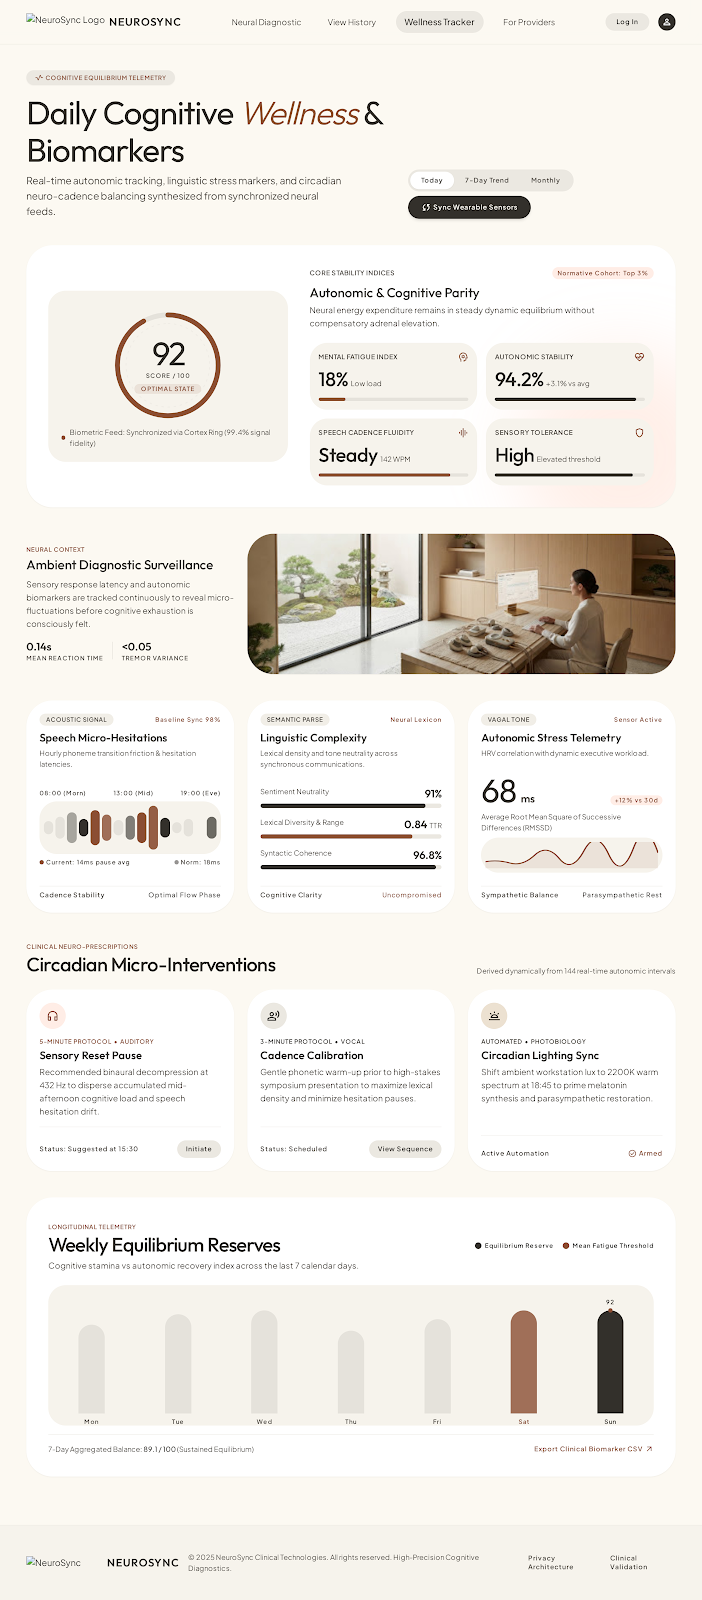 NeuroSync Logo NEUROSYNC
Neural Diagnostic
View History
Wellness Tracker
For Providers
Log In
COGNITIVE EQUILIBRIUM TELEMETRY
Daily Cognitive Wellness &
Biomarkers
Real-time autonomic tracking, linguistic stress markers, and circadian
neuro-cadence balancing synthesized from synchronized neural
feeds.
Today
7-Day Trend
Monthly
Sync Wearable Sensors
92
SCORE / 100
OPTIMAL STATE
Biometric Feed: Synchronized via Cortex Ring (99.4% signal
fidelity)
CORE STABILITY INDICES
Normative Cohort: Top 3%
Autonomic & Cognitive Parity
Neural energy expenditure remains in steady dynamic equilibrium without
compensatory adrenal elevation.
MENTAL FATIGUE INDEX
18% Low load
AUTONOMIC STABILITY
94.2% +3.1% vs avg
SPEECH CADENCE FLUIDITY
Steady 142 WPM
SENSORY TOLERANCE
High Elevated threshold
NEURAL CONTEXT
Ambient Diagnostic Surveillance
Sensory response latency and autonomic
biomarkers are tracked continuously to reveal micro-
fluctuations before cognitive exhaustion is
consciously felt.
0.14s
MEAN REACTION TIME
<0.05
TREMOR VARIANCE
ACOUSTIC SIGNAL
Baseline Sync 98%
Speech Micro-Hesitations
Hourly phoneme transition friction & hesitation
latencies.
08:00 (Morn)
13:00 (Mid)
19:00 (Eve)
Current: 14ms pause avg
Norm: 18ms
Cadence Stability
Optimal Flow Phase
SEMANTIC PARSE
Neural Lexicon
Linguistic Complexity
Lexical density and tone neutrality across
synchronous communications.
Sentiment Neutrality
91%
Lexical Diversity & Range
0.84 TTR
Syntactic Coherence
96.8%
Cognitive Clarity
Uncompromised
VAGAL TONE
Sensor Active
Autonomic Stress Telemetry
HRV correlation with dynamic executive workload.
68 ms
+12% vs 30d
Average Root Mean Square of Successive
Differences (RMSSD)
Sympathetic Balance
Parasympathetic Rest
CLINICAL NEURO-PRESCRIPTIONS
Circadian Micro-Interventions
Derived dynamically from 144 real-time autonomic intervals
5-MINUTE PROTOCOL • AUDITORY
Sensory Reset Pause
Recommended binaural decompression at
432 Hz to disperse accumulated mid-
afternoon cognitive load and speech
hesitation drift.
Status: Suggested at 15:30
Initiate
3-MINUTE PROTOCOL • VOCAL
Cadence Calibration
Gentle phonetic warm-up prior to high-stakes
symposium presentation to maximize lexical
density and minimize hesitation pauses.
Status: Scheduled
View Sequence
AUTOMATED • PHOTOBIOLOGY
Circadian Lighting Sync
Shift ambient workstation lux to 2200K warm
spectrum at 18:45 to prime melatonin
synthesis and parasympathetic restoration.
Active Automation
Armed
LONGITUDINAL TELEMETRY
Weekly Equilibrium Reserves
Cognitive stamina vs autonomic recovery index across the last 7 calendar days.
Equilibrium Reserve
Mean Fatigue Threshold
92
Mon
Tue
Wed
Thu
Fri
Sat
Sun
7-Day Aggregated Balance: 89.1 / 100 (Sustained Equilibrium)
Export Clinical Biomarker CSV
NeuroSync
NEUROSYNC
© 2025 NeuroSync Clinical Technologies. All rights reserved. High-Precision Cognitive
Diagnostics.
Privacy
Architecture
Clinical
Validation